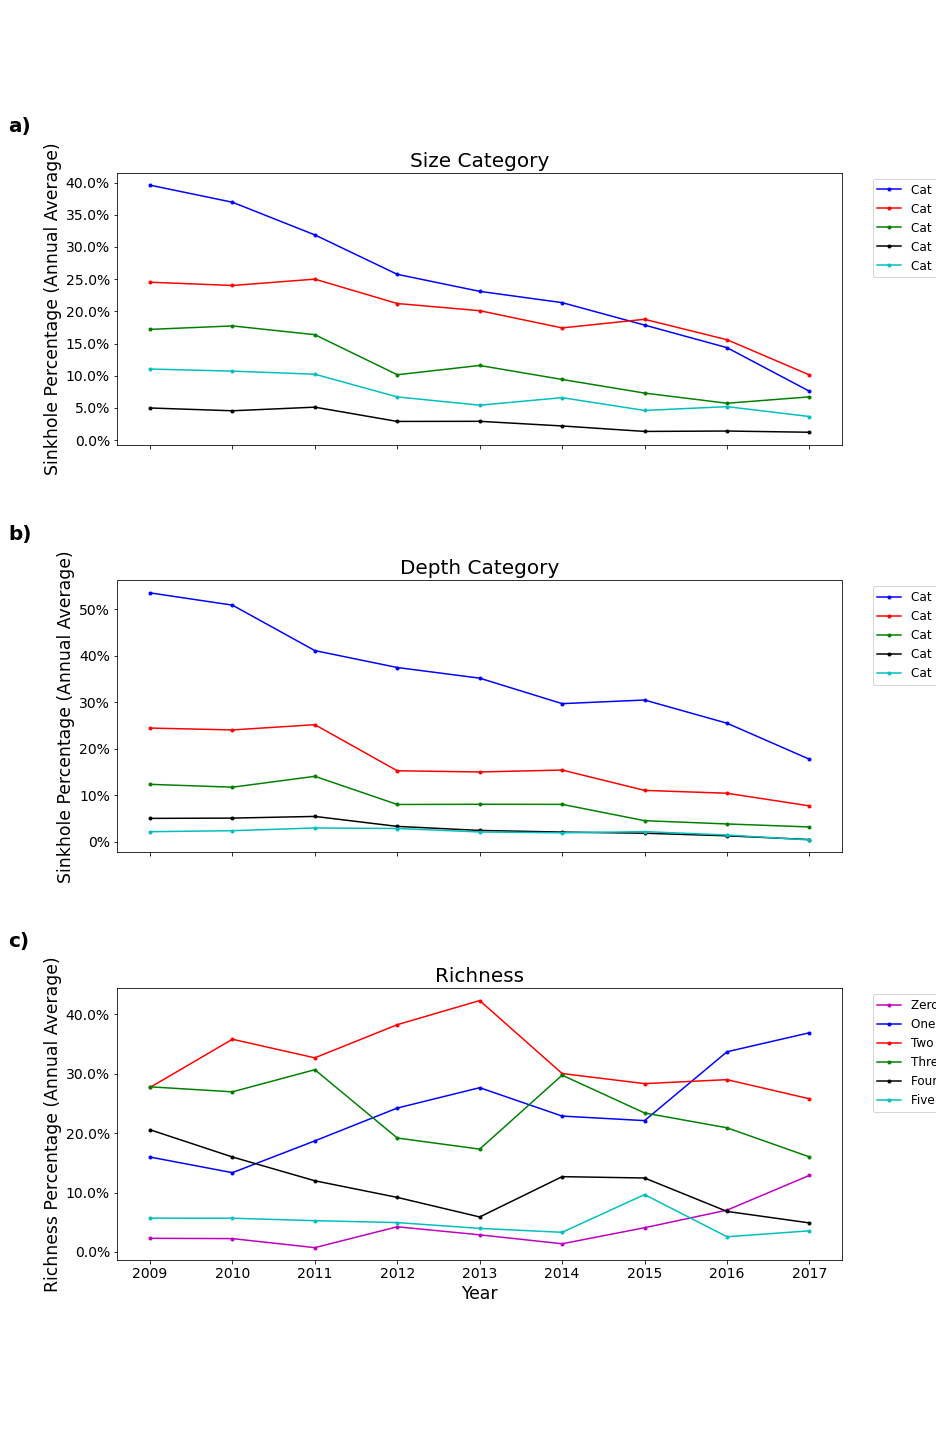 a)
Size Category
Sinkhole Percentage (Annual Average)
40.0%
35.0%
30.0%
25.0%
20.0%
15.0%
10.0%
5.0%
0.0%
Cat
Cat
Cat
Cat
Cat
b)
Depth Category
Sinkhole Percentage (Annual Average)
50%
40%
30%
20%
10%
0%
Cat
Cat
Cat
Cat
Cat
c)
Richness
Richness Percentage (Annual Average)
40.0%
30.0%
20.0%
10.0%
0.0%
Zero
One
Two
Thre
Four
Five
2009 2010 2011 2012 2013 2014 2015 2016 2017
Year